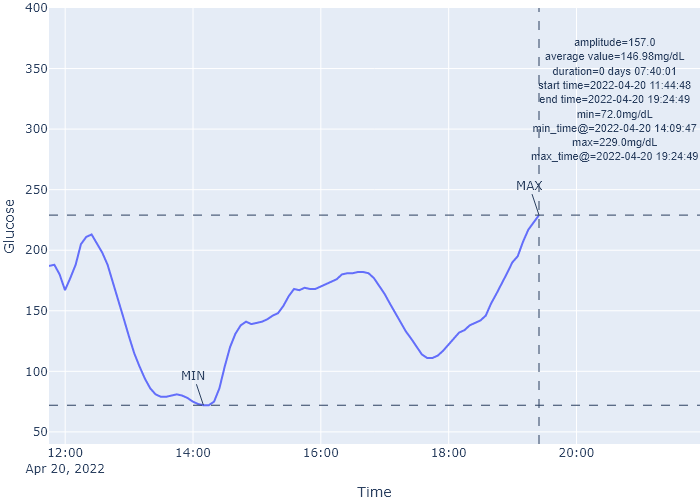 400
350
300
250
200
150
100
50
Glucose
amplitude=157.0
average value=146.98mg/dL
duration=0 days 07:40:01
start time=2022-04-20 11:44:48
end time=2022-04-20 19:24:49
min=72.0mg/dL
min_time@=2022-04-20 14:09:47
max=229.0mg/dL
max_time@=2022-04-20 19:24:49
MAX
MIN
12:00 14:00 16:00 18:00 20:00
Apr 20, 2022
Time